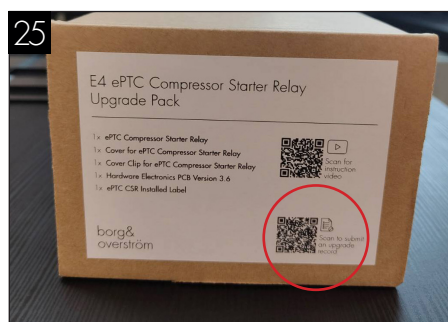 25
E4 ePTC Compressor Starter Relay
Upgrade Pack
1x ePTC Compressor Starter Relay
1x Cover for ePTC Compressor Starter Relay
1x Cover Clip for ePTC Compressor Starter Relay
1x Hardware Electronics PCB Version 3.6
1x ePTC CSR Installed Label
Scan for
instruction
video
borg&
overström
Scan to submit
an upgrade
record